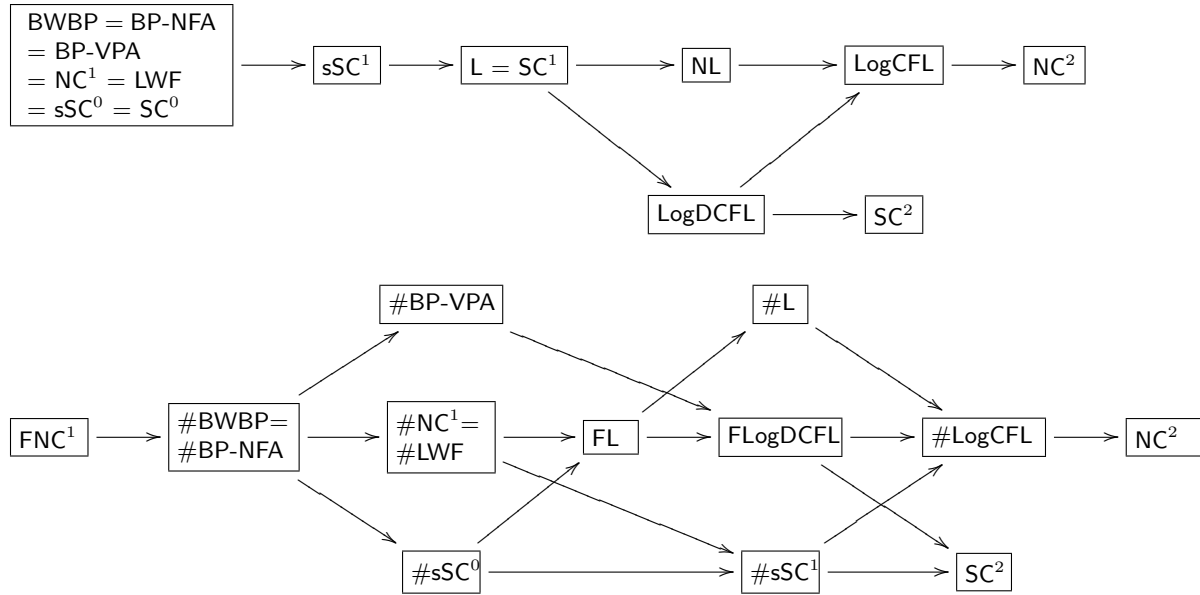 BWBP = BP-NFA
= BP-VPA
= NC¹ = LWF
= sSC⁰ = SC⁰
sSC¹
L = SC¹
NL
LogCFL
NC²
LogDCFL
SC²
#BP-VPA
#L
FNC¹
#BWBP=
#BP-NFA
#NC¹=
#LWF
FL
FLogDCFL
#LogCFL
NC²
#sSC⁰
#sSC¹
SC²